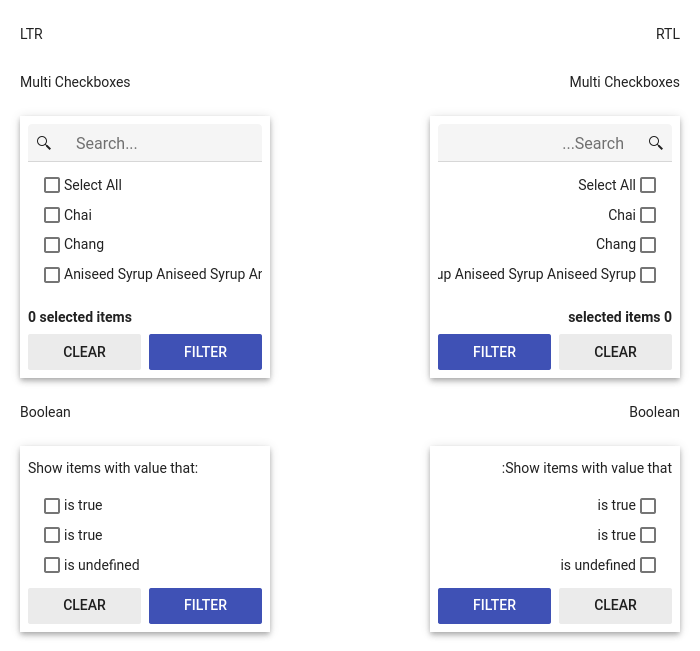 LTR
RTL
Multi Checkboxes
Multi Checkboxes
Search...
...Search
Select All
Select All
Chai
Chai
Chang
Chang
Aniseed Syrup Aniseed Syrup
Aniseed Syrup Aniseed Syrup
0 selected items
selected items 0
CLEAR
FILTER
FILTER
CLEAR
Boolean
Boolean
Show items with value that:
:Show items with value that
is true
is true
is true
is true
is undefined
is undefined
CLEAR
FILTER
FILTER
CLEAR